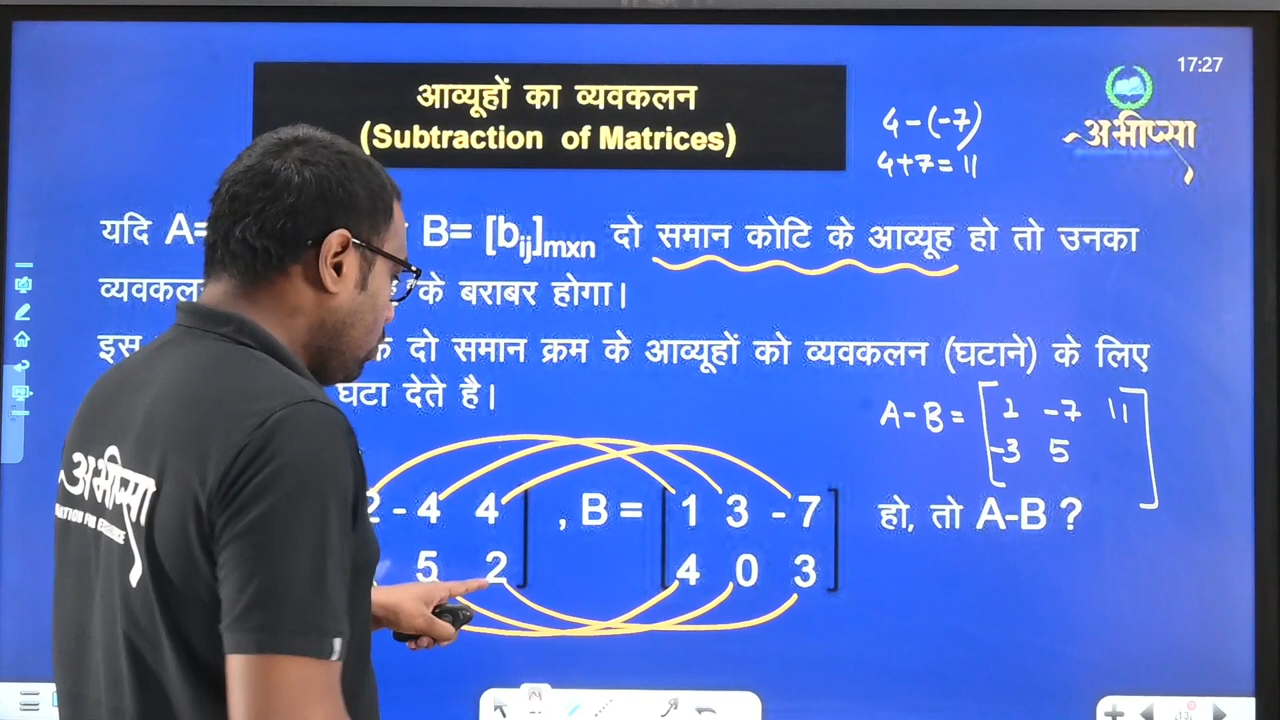 17:27
आव्यूहों का व्यवकलन
(Subtraction of Matrices)
4-(-7)
4+7=11
अभीप्सा
यदि A= B= [bij]mxn दो समान कोटि के आव्यूह हो तो उनका
के बराबर होगा।
इस दो समान क्रम के आव्यूहों को व्यवकलन (घटाने) के लिए
घटा देते है।
A-B= 1 -7 11
-3 5
2 -4 4 , B = 1 3 -7 हो, तो A-B ?
5 2 4 0 3
अभीप्सा